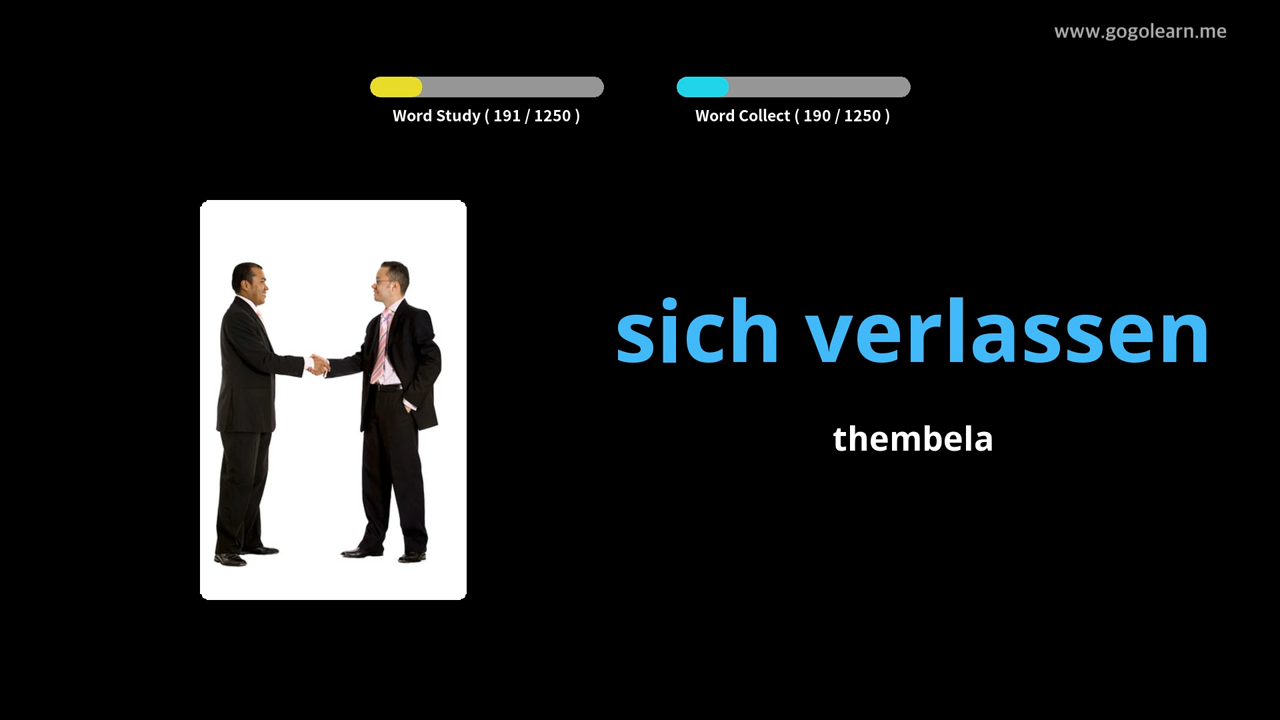 www.gogolearn.me
Word Study ( 191 / 1250 )
Word Collect ( 190 / 1250 )
sich verlassen
thembela